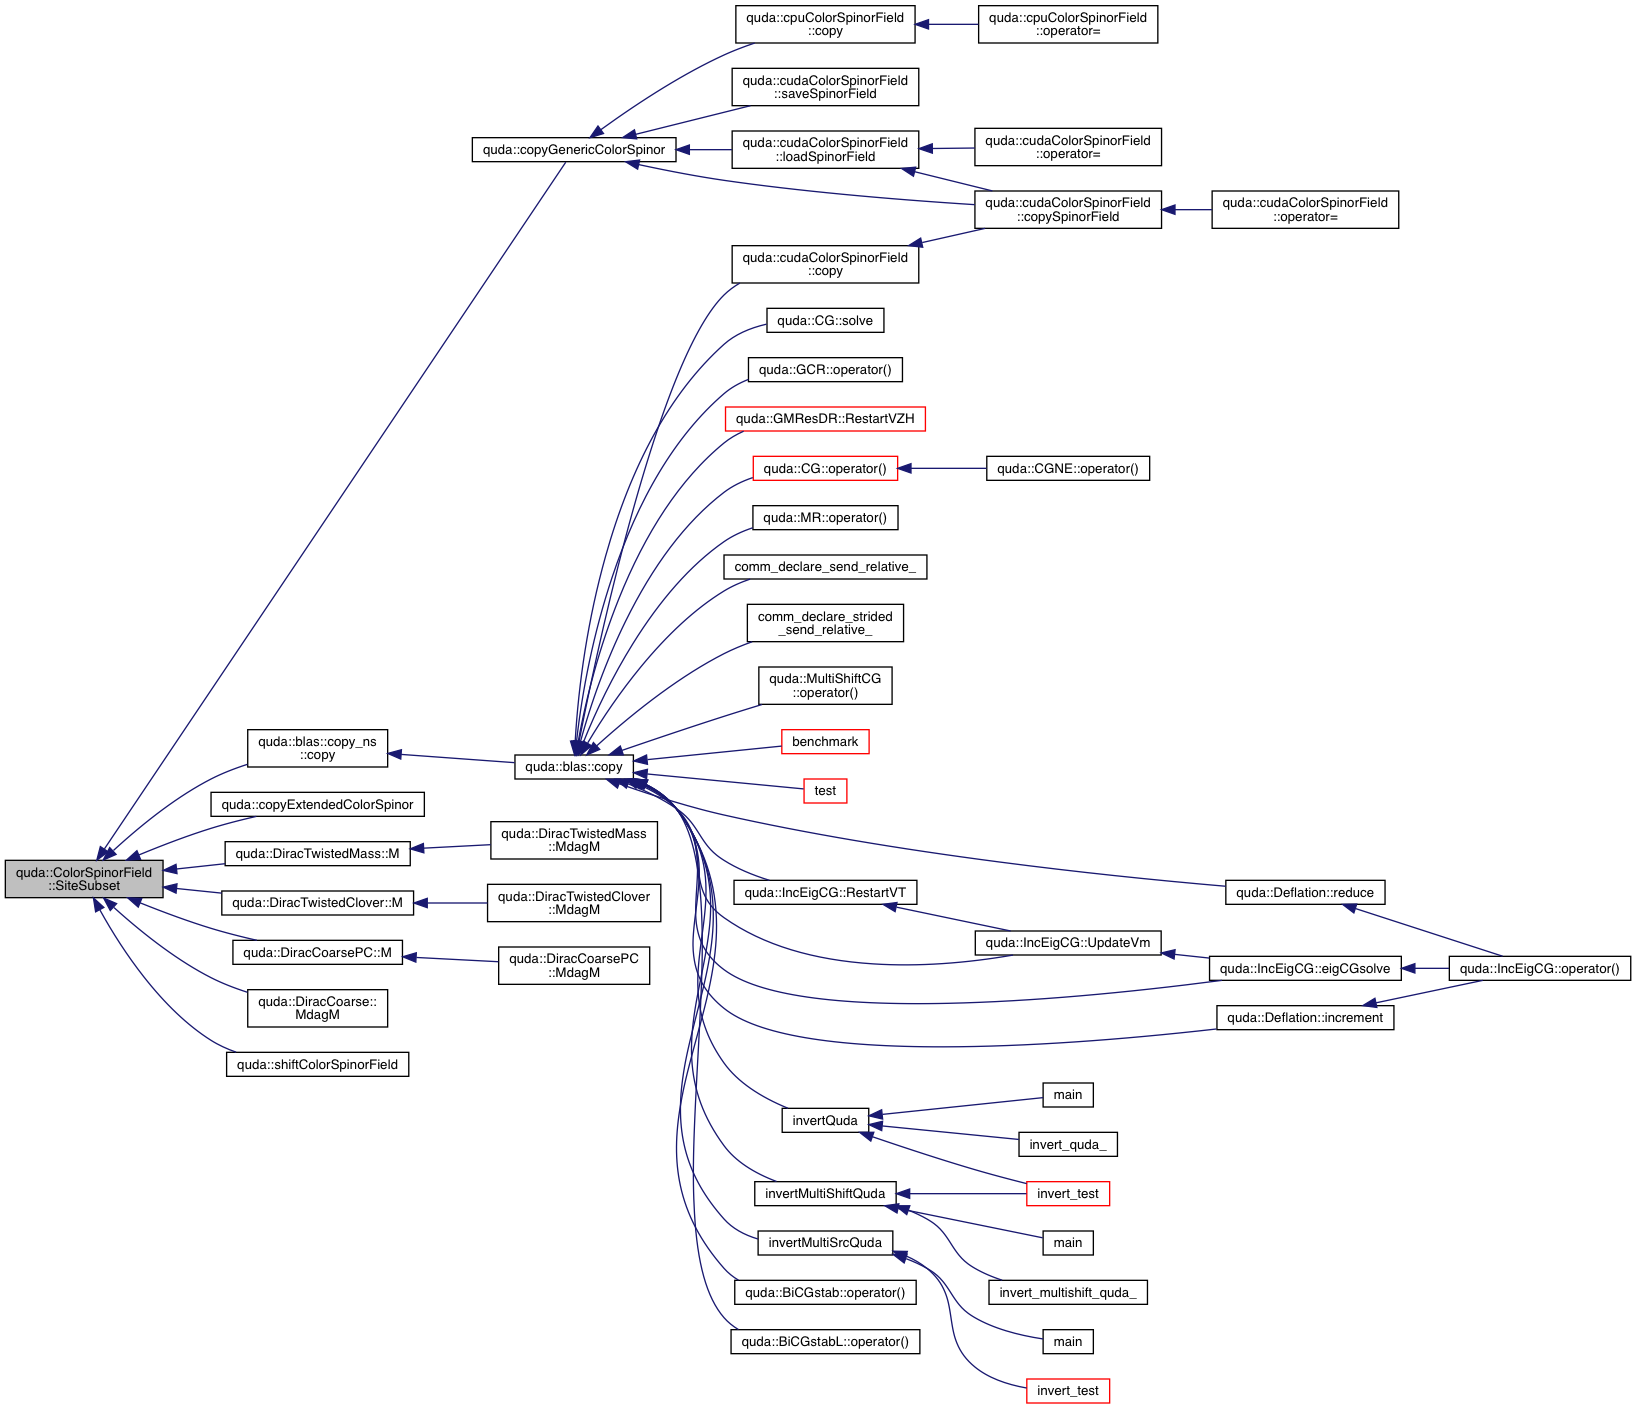 quda::cpuColorSpinorField
::copy
quda::cpuColorSpinorField
::operator=
quda::cudaColorSpinorField
::saveSpinorField
quda::copyGenericColorSpinor
quda::cudaColorSpinorField
::loadSpinorField
quda::cudaColorSpinorField
::operator=
quda::cudaColorSpinorField
::copySpinorField
quda::cudaColorSpinorField
::operator=
quda::cudaColorSpinorField
::copy
quda::CG::solve
quda::GCR::operator()
quda::GMResDR::RestartVZH
quda::CG::operator()
quda::CGNE::operator()
quda::MR::operator()
comm_declare_send_relative_
comm_declare_strided
_send_relative_
quda::MultiShiftCG
::operator()
quda::blas::copy_ns
::copy
quda::blas::copy
benchmark
test
quda::copyExtendedColorSpinor
quda::DiracTwistedMass::M
quda::DiracTwistedMass
::MdagM
quda::ColorSpinorField
::SiteSubset
quda::DiracTwistedClover::M
quda::DiracTwistedClover
::MdagM
quda::IncEigCG::RestartVT
quda::Deflation::reduce
quda::DiracCoarsePC::M
quda::DiracCoarsePC
::MdagM
quda::IncEigCG::UpdateVm
quda::IncEigCG::eigCGsolve
quda::IncEigCG::operator()
quda::DiracCoarse::
MdagM
quda::Deflation::increment
quda::shiftColorSpinorField
invertQuda
main
invert_quda_
invertMultiShiftQuda
invert_test
invertMultiSrcQuda
main
quda::BiCGstab::operator()
invert_multishift_quda_
quda::BiCGstabL::operator()
main
invert_test